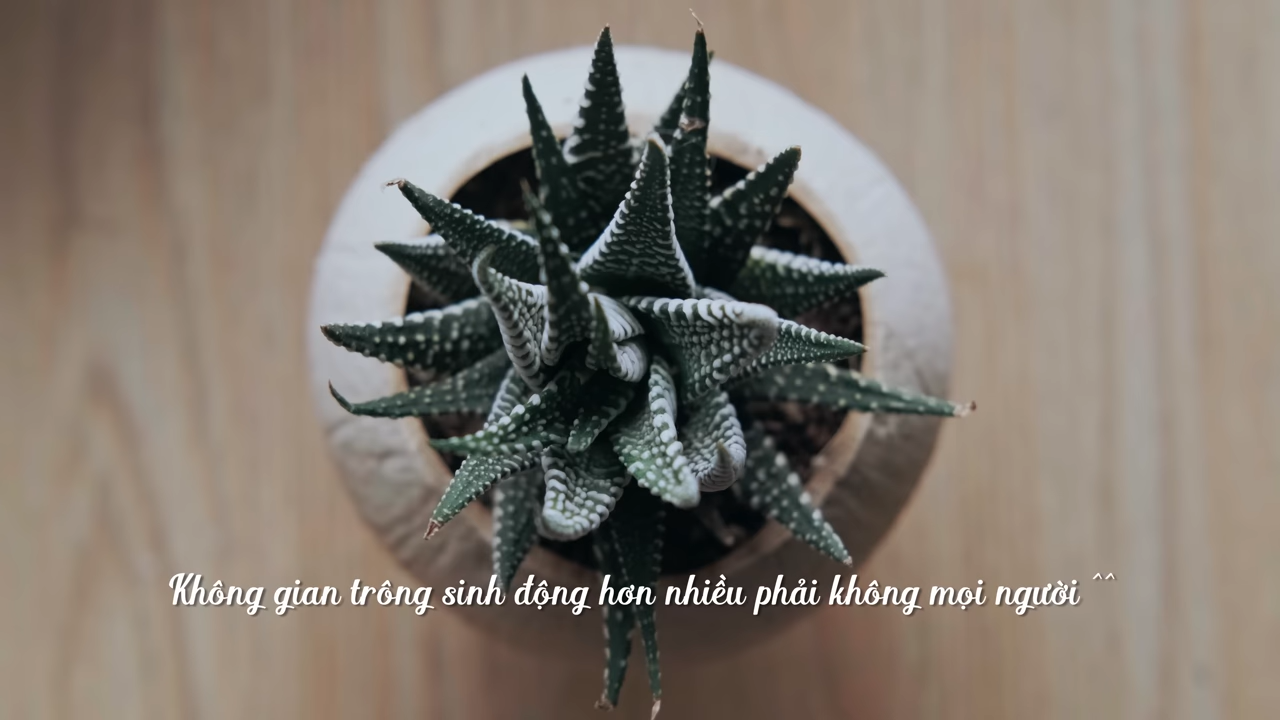 Không gian trông sinh động hơn nhiều phải không mọi người ^^